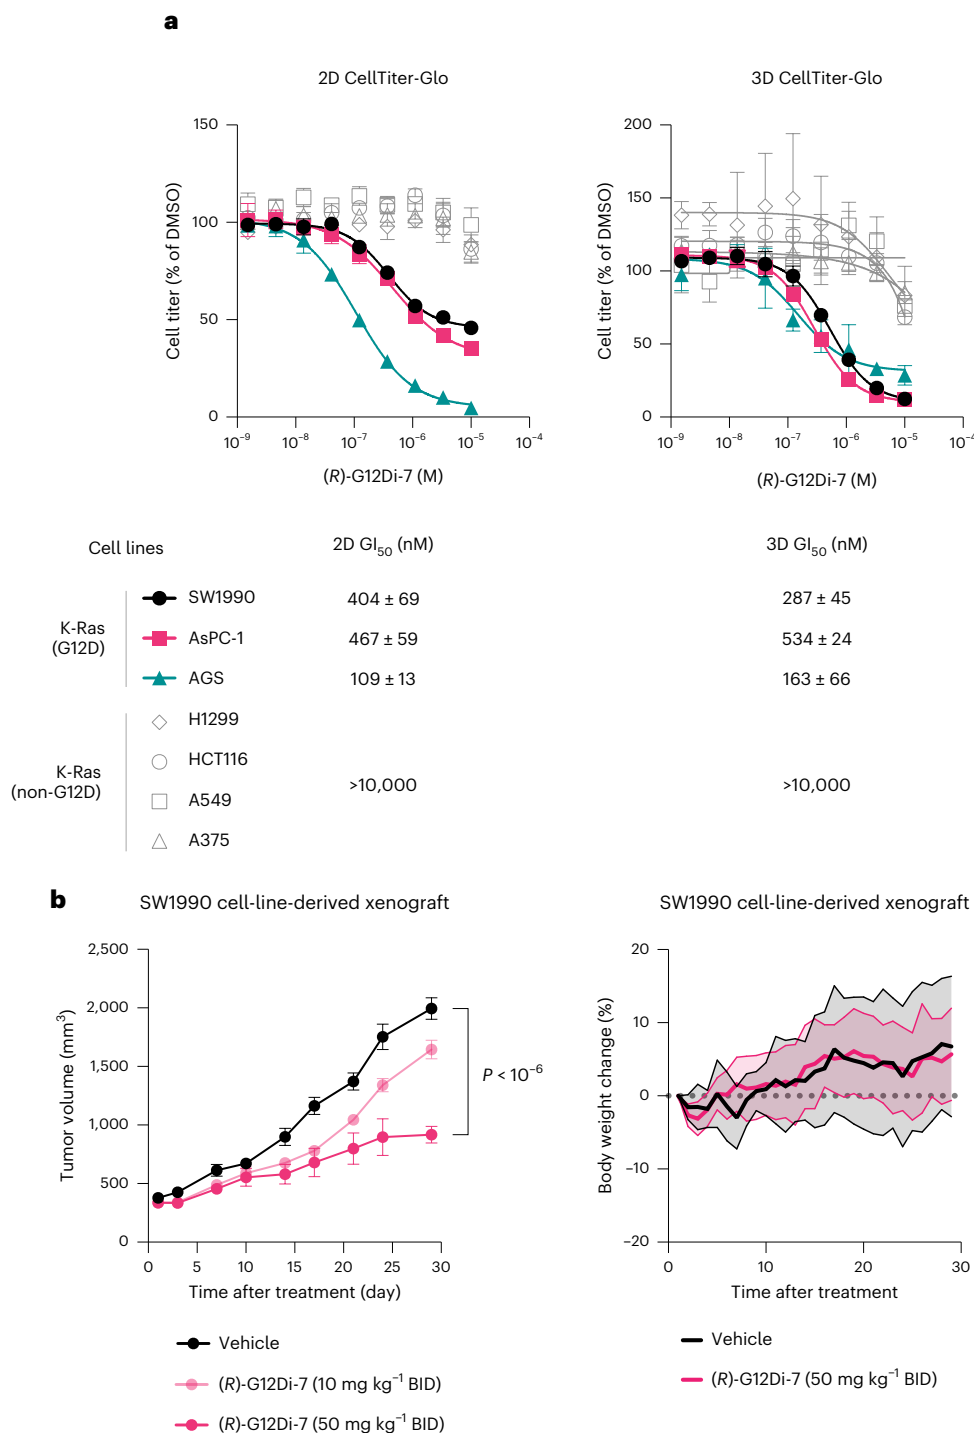 a
2D CellTiter-Glo
3D CellTiter-Glo
Cell titer (% of DMSO)
150
100
50
0
10⁻⁹ 10⁻⁸ 10⁻⁷ 10⁻⁶ 10⁻⁵ 10⁻⁴
(R)-G12Di-7 (M)
Cell titer (% of DMSO)
200
150
100
50
0
10⁻⁹ 10⁻⁸ 10⁻⁷ 10⁻⁶ 10⁻⁵ 10⁻⁴
(R)-G12Di-7 (M)
Cell lines 2D GI₅₀ (nM) 3D GI₅₀ (nM)
K-Ras
(G12D)
SW1990 404 ± 69 287 ± 45
AsPC-1 467 ± 59 534 ± 24
AGS 109 ± 13 163 ± 66
K-Ras
(non-G12D)
H1299
HCT116
A549
A375
>10,000 >10,000
b
SW1990 cell-line-derived xenograft
Tumor volume (mm³)
2,500
2,000
1,500
1,000
500
0
0 5 10 15 20 25 30
Time after treatment (day)
P < 10⁻⁶
Vehicle
(R)-G12Di-7 (10 mg kg⁻¹ BID)
(R)-G12Di-7 (50 mg kg⁻¹ BID)
SW1990 cell-line-derived xenograft
Body weight change (%)
20
10
0
−10
−20
0 10 20 30
Time after treatment
Vehicle
(R)-G12Di-7 (50 mg kg⁻¹ BID)